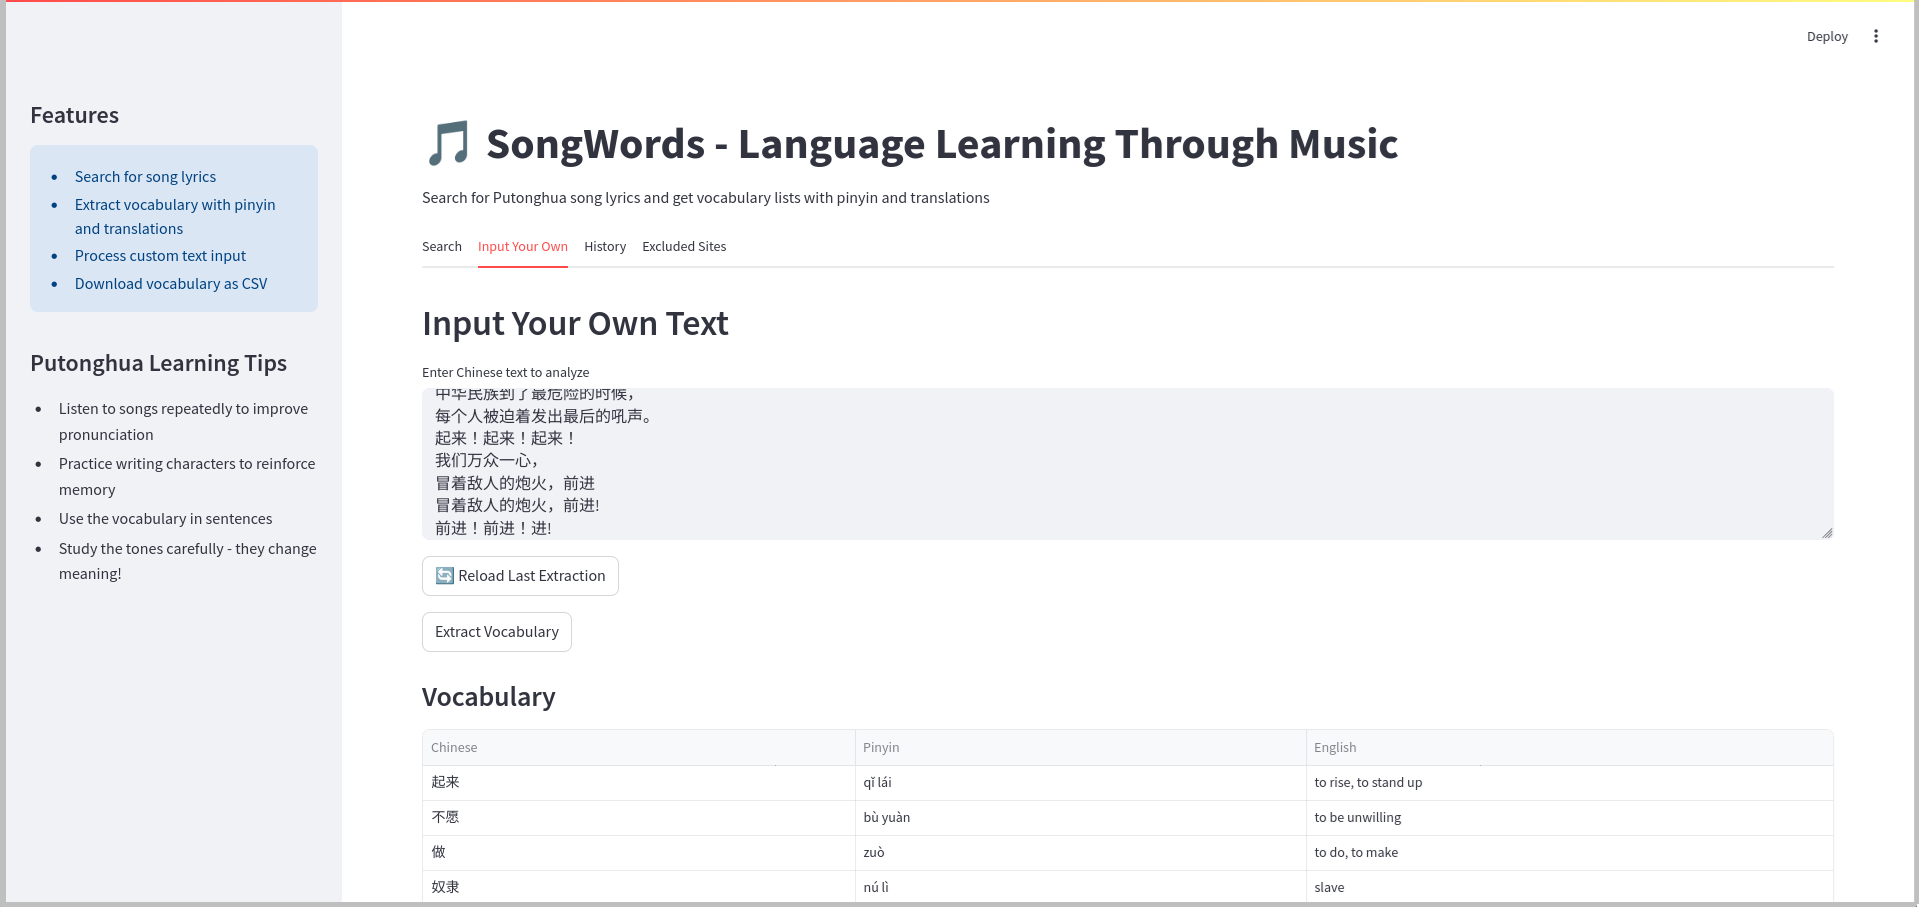 Deploy
Features
Search for song lyrics
Extract vocabulary with pinyin
and translations
Process custom text input
Download vocabulary as CSV
Putonghua Learning Tips
Listen to songs repeatedly to improve
pronunciation
Practice writing characters to reinforce
memory
Use the vocabulary in sentences
Study the tones carefully - they change
meaning!
🎵 SongWords - Language Learning Through Music
Search for Putonghua song lyrics and get vocabulary lists with pinyin and translations
Search Input Your Own History Excluded Sites
Input Your Own Text
Enter Chinese text to analyze
中华民族到了最危险的时候，
每个人被迫着发出最后的吼声。
起来！起来！起来！
我们万众一心，
冒着敌人的炮火，前进
冒着敌人的炮火，前进!
前进！前进！进!
🔄 Reload Last Extraction
Extract Vocabulary
Vocabulary
Chinese Pinyin English
起来 qǐ lái to rise, to stand up
不愿 bù yuàn to be unwilling
做 zuò to do, to make
奴隶 nú lì slave